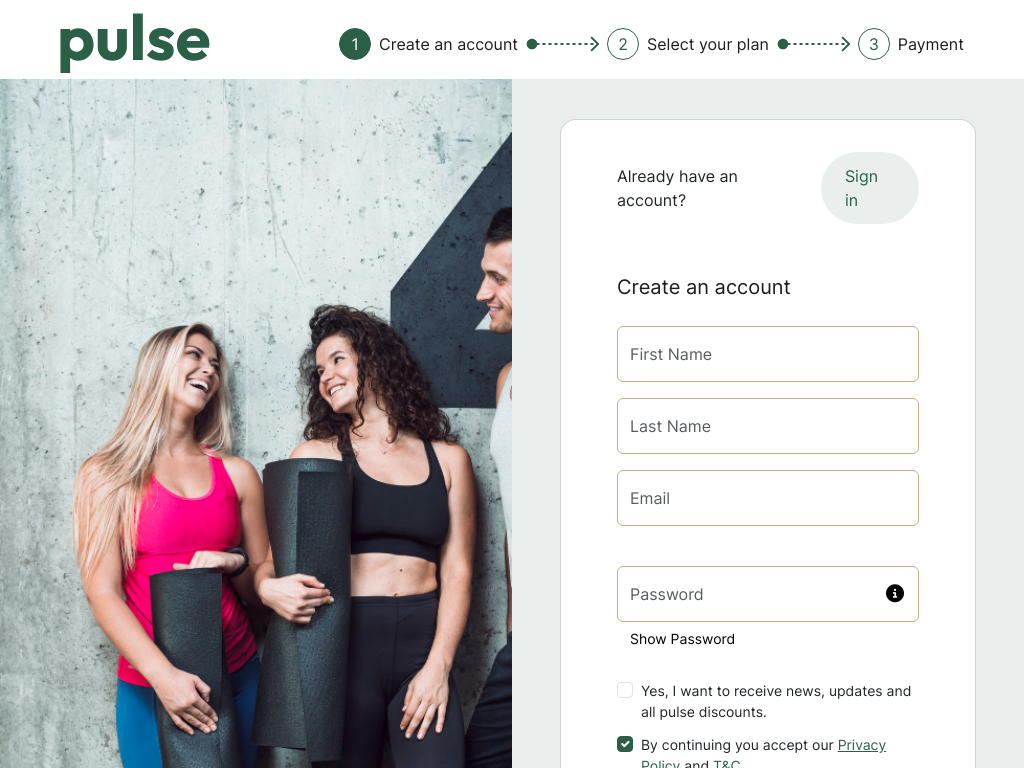 pulse
1 Create an account 2 Select your plan 3 Payment
Already have an
account?
Sign
in
Create an account
First Name
Last Name
Email
Password
Show Password
Yes, I want to receive news, updates and
all pulse discounts.
By continuing you accept our Privacy
Policy and T&C